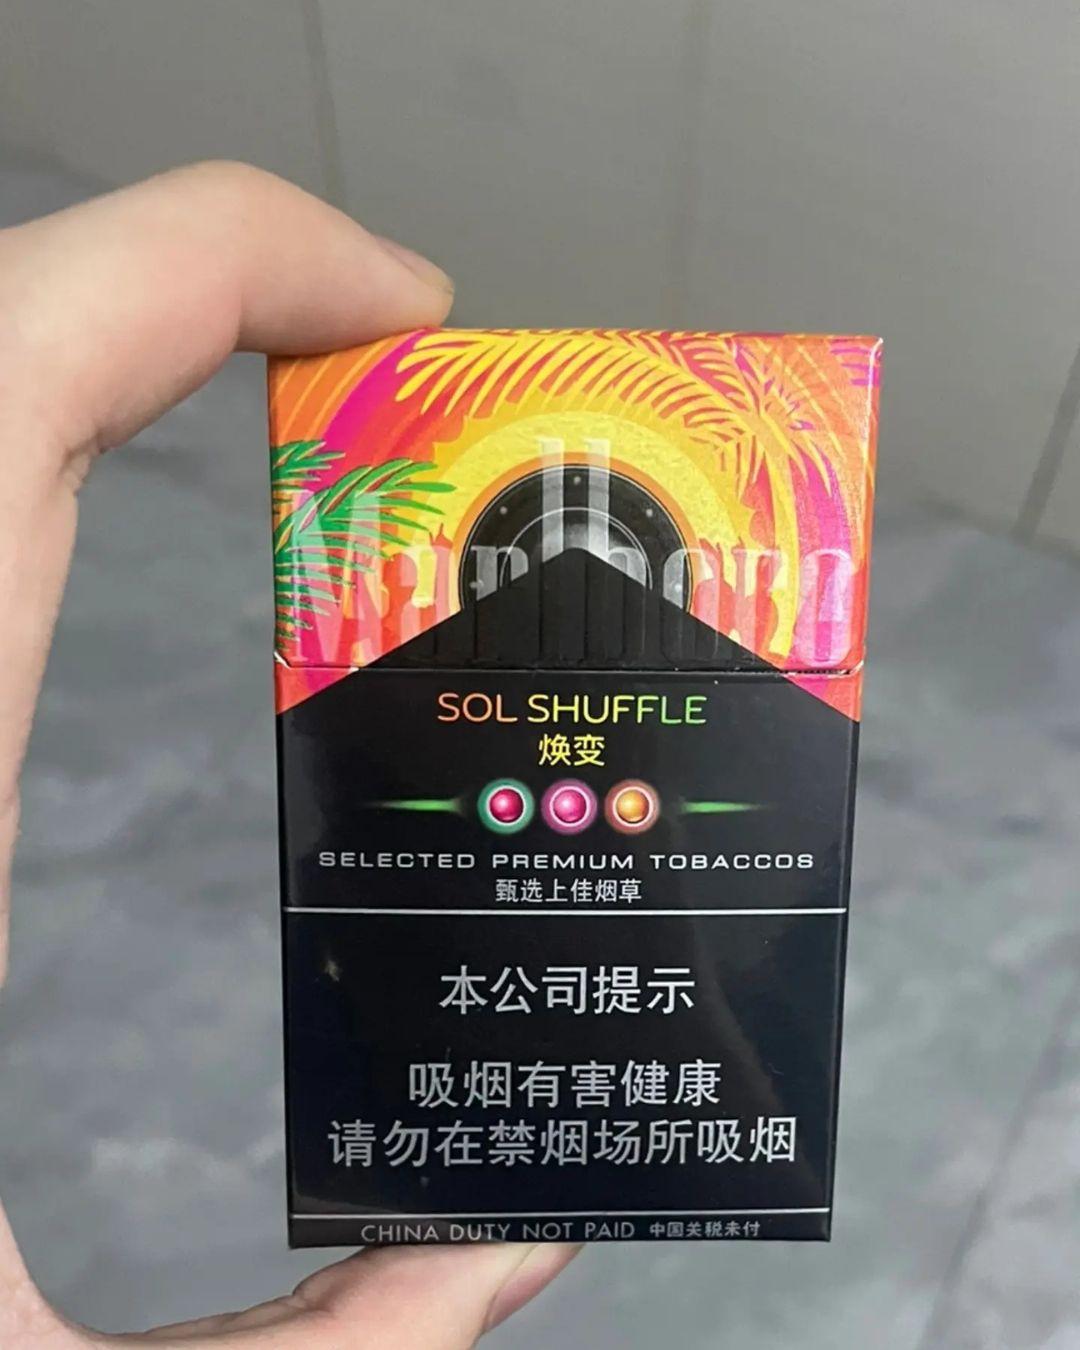 Marlboro
SOL SHUFFLE
焕变
SELECTED PREMIUM TOBACCOS
甄选上佳烟草
本公司提示
吸烟有害健康
请勿在禁烟场所吸烟
CHINA DUTY NOT PAID 中国关税未付